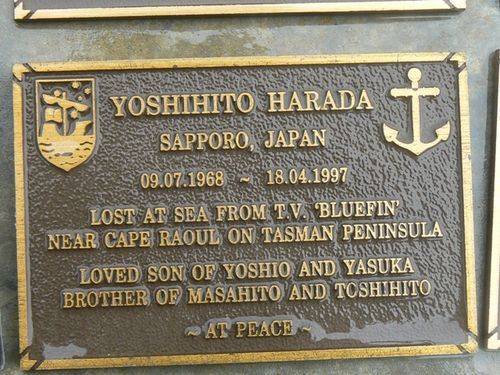 YOSHIHITO HARADA
SAPPORO, JAPAN
09.07.1968 ~ 18.04.1997
LOST AT SEA FROM T.V. 'BLUEFIN'
NEAR CAPE RAOUL ON TASMAN PENINSULA
LOVED SON OF YOSHIO AND YASUKA
BROTHER OF MASAHITO AND TOSHIHITO
~ AT PEACE ~